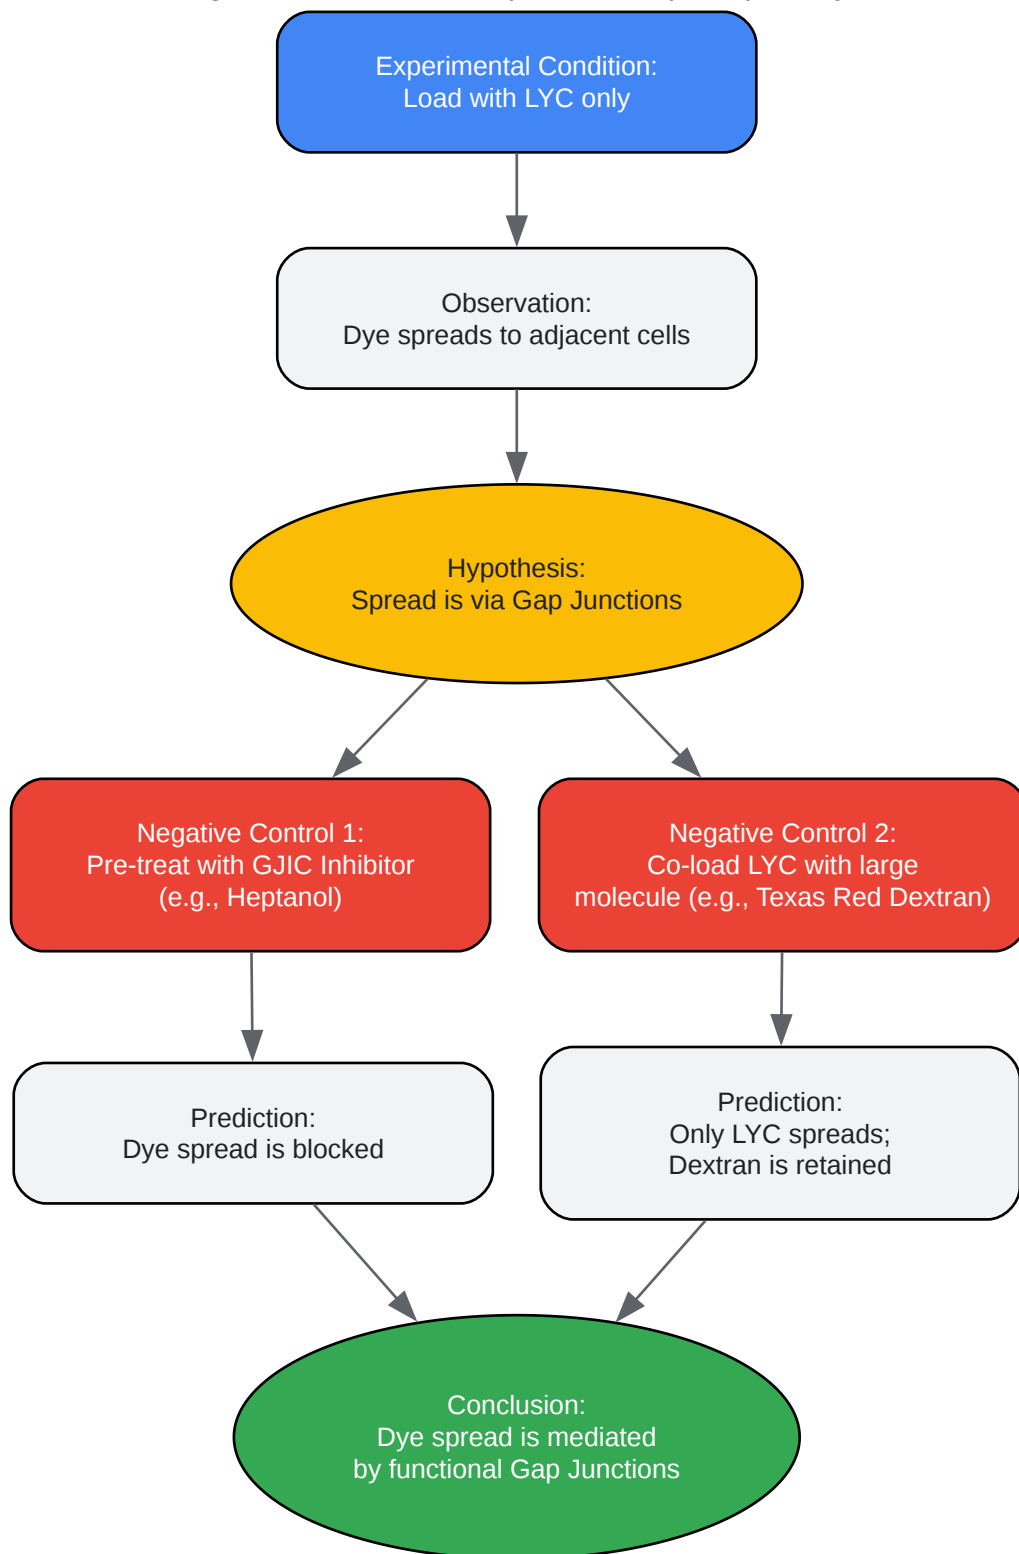 Experimental Condition:
Load with LYC only
Observation:
Dye spreads to adjacent cells
Hypothesis:
Spread is via Gap Junctions
Negative Control 1:
Pre-treat with GJIC Inhibitor
(e.g., Heptanol)
Negative Control 2:
Co-load LYC with large
molecule (e.g., Texas Red Dextran)
Prediction:
Dye spread is blocked
Prediction:
Only LYC spreads;
Dextran is retained
Conclusion:
Dye spread is mediated
by functional Gap Junctions